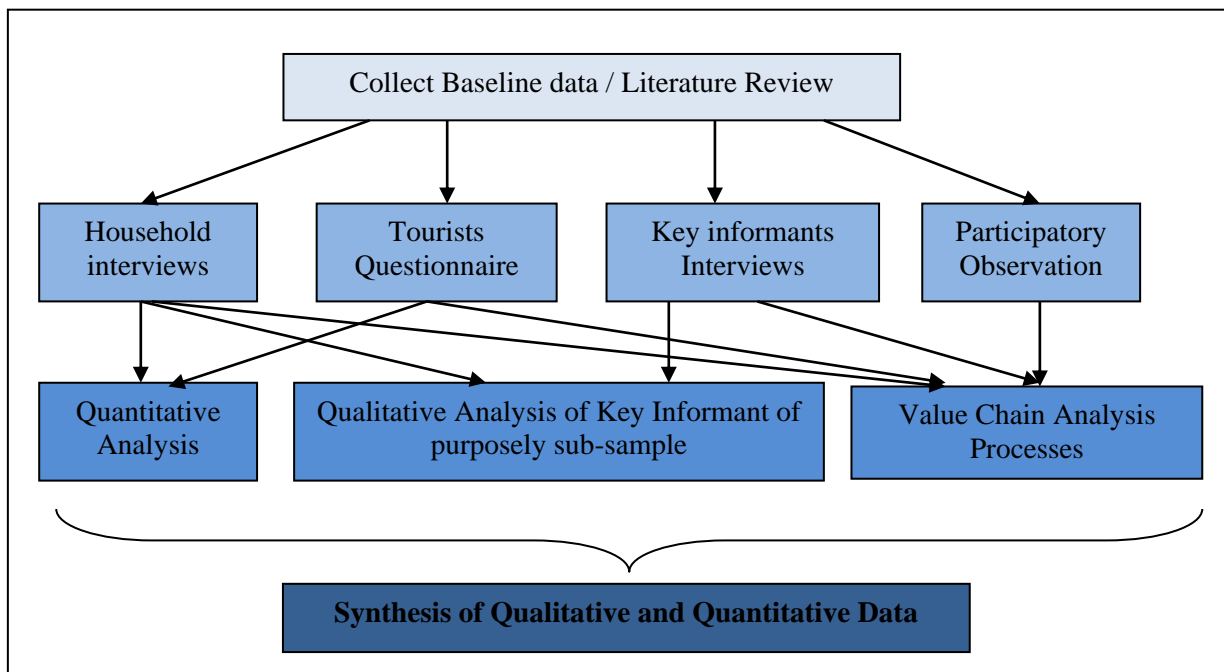 Collect Baseline data / Literature Review
Household
interviews
Tourists
Questionnaire
Key informants
Interviews
Participatory
Observation
Quantitative
Analysis
Qualitative Analysis of Key Informant of
purposely sub-sample
Value Chain Analysis
Processes
Synthesis of Qualitative and Quantitative Data